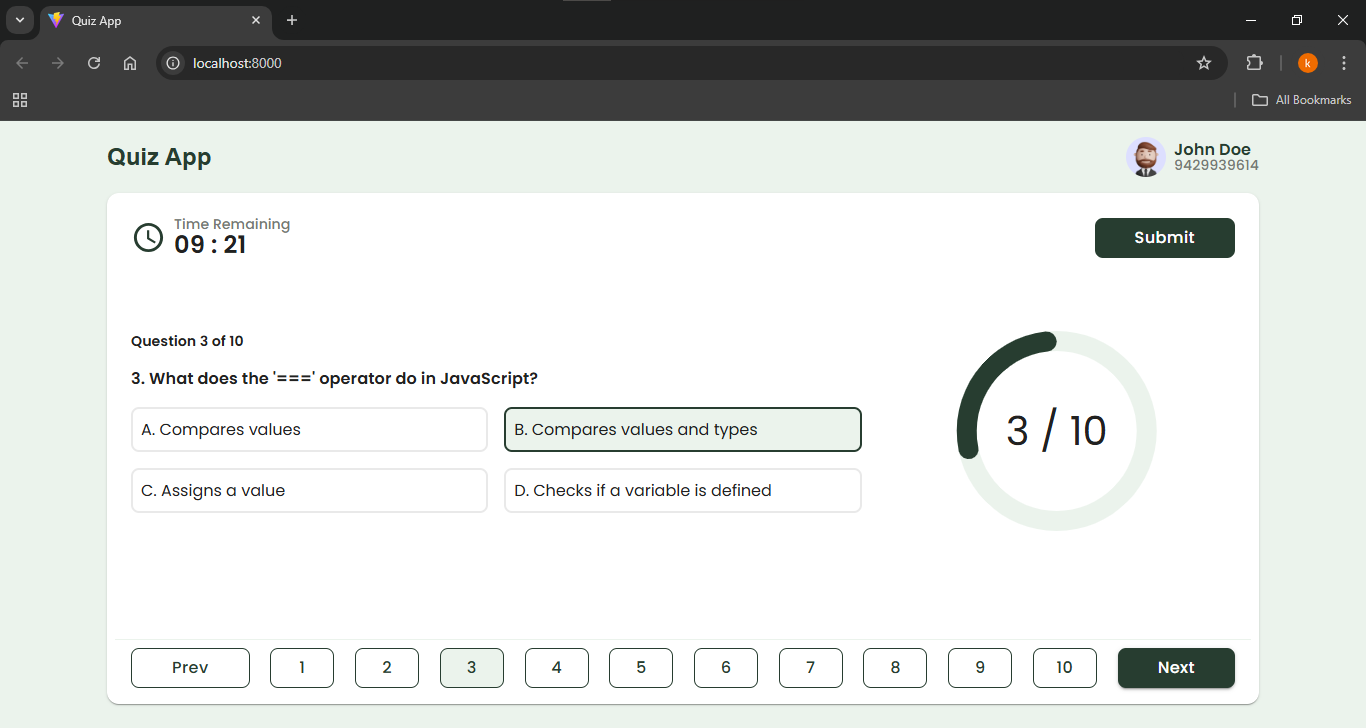 Quiz App
localhost:8000
k
All Bookmarks
Quiz App
John Doe
9429939614
Time Remaining
09 : 21
Submit
Question 3 of 10
3. What does the '===' operator do in JavaScript?
A. Compares values
B. Compares values and types
C. Assigns a value
D. Checks if a variable is defined
3 / 10
Prev 1 2 3 4 5 6 7 8 9 10 Next